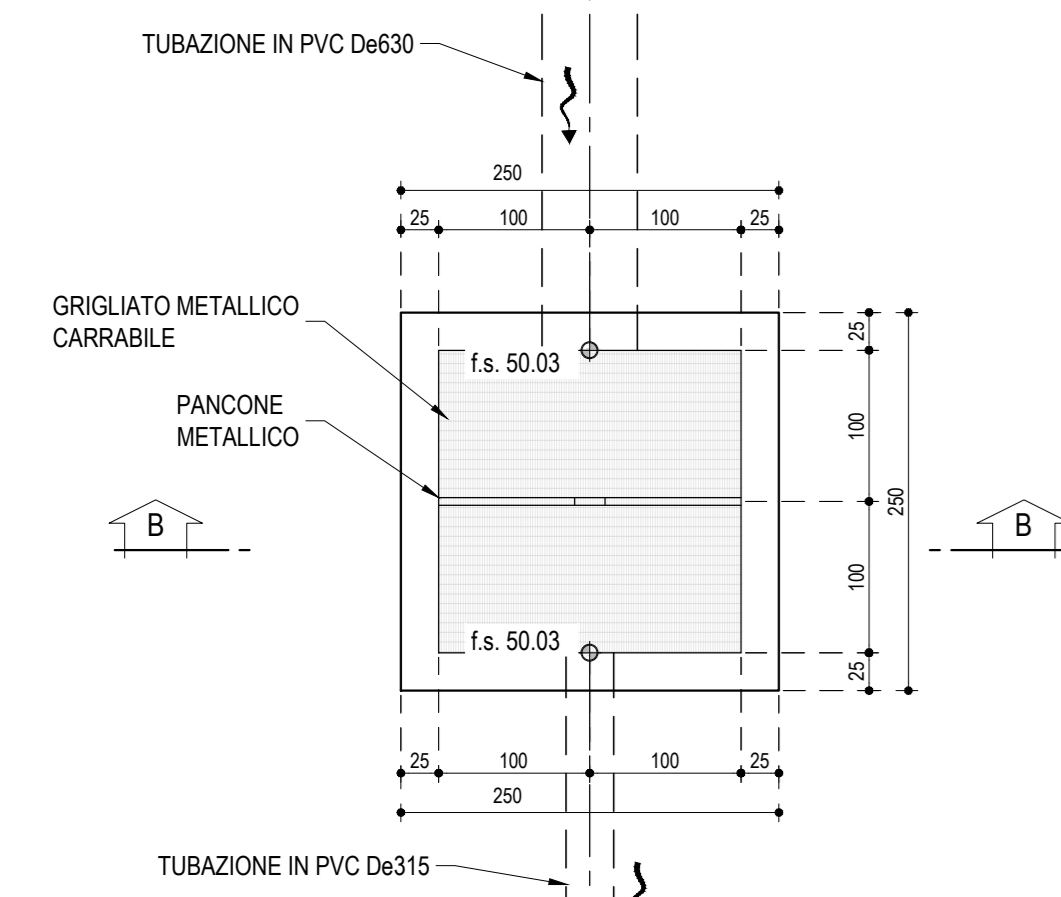 TUBAZIONE IN PVC De630
250
25 100 100 25
GRIGLIATO METALLICO
CARRABILE
f.s. 50.03
25
PANCONE
METALLICO
100
250
B
B
100
f.s. 50.03
25
25 100 100 25
250
TUBAZIONE IN PVC De315